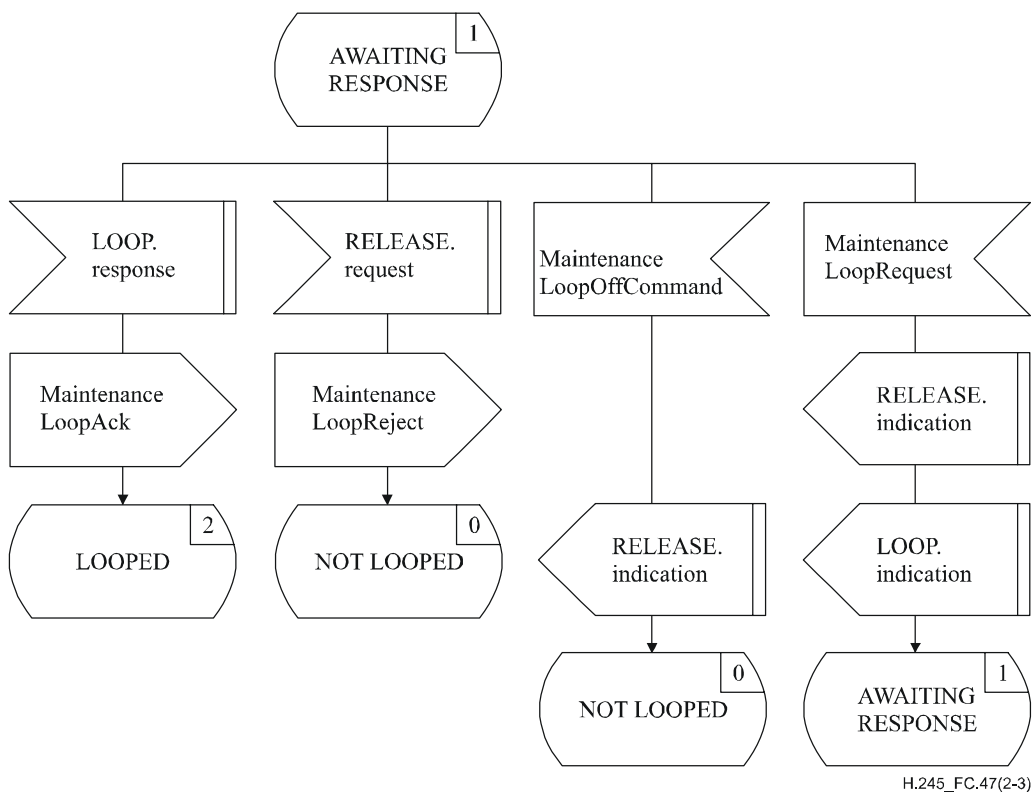 1
AWAITING
RESPONSE
LOOP.
response
RELEASE.
request
Maintenance
LoopOffCommand
Maintenance
LoopRequest
Maintenance
LoopAck
Maintenance
LoopReject
RELEASE.
indication
2
LOOPED
0
NOT LOOPED
RELEASE.
indication
LOOP.
indication
0
NOT LOOPED
1
AWAITING
RESPONSE
H.245_FC.47(2-3)